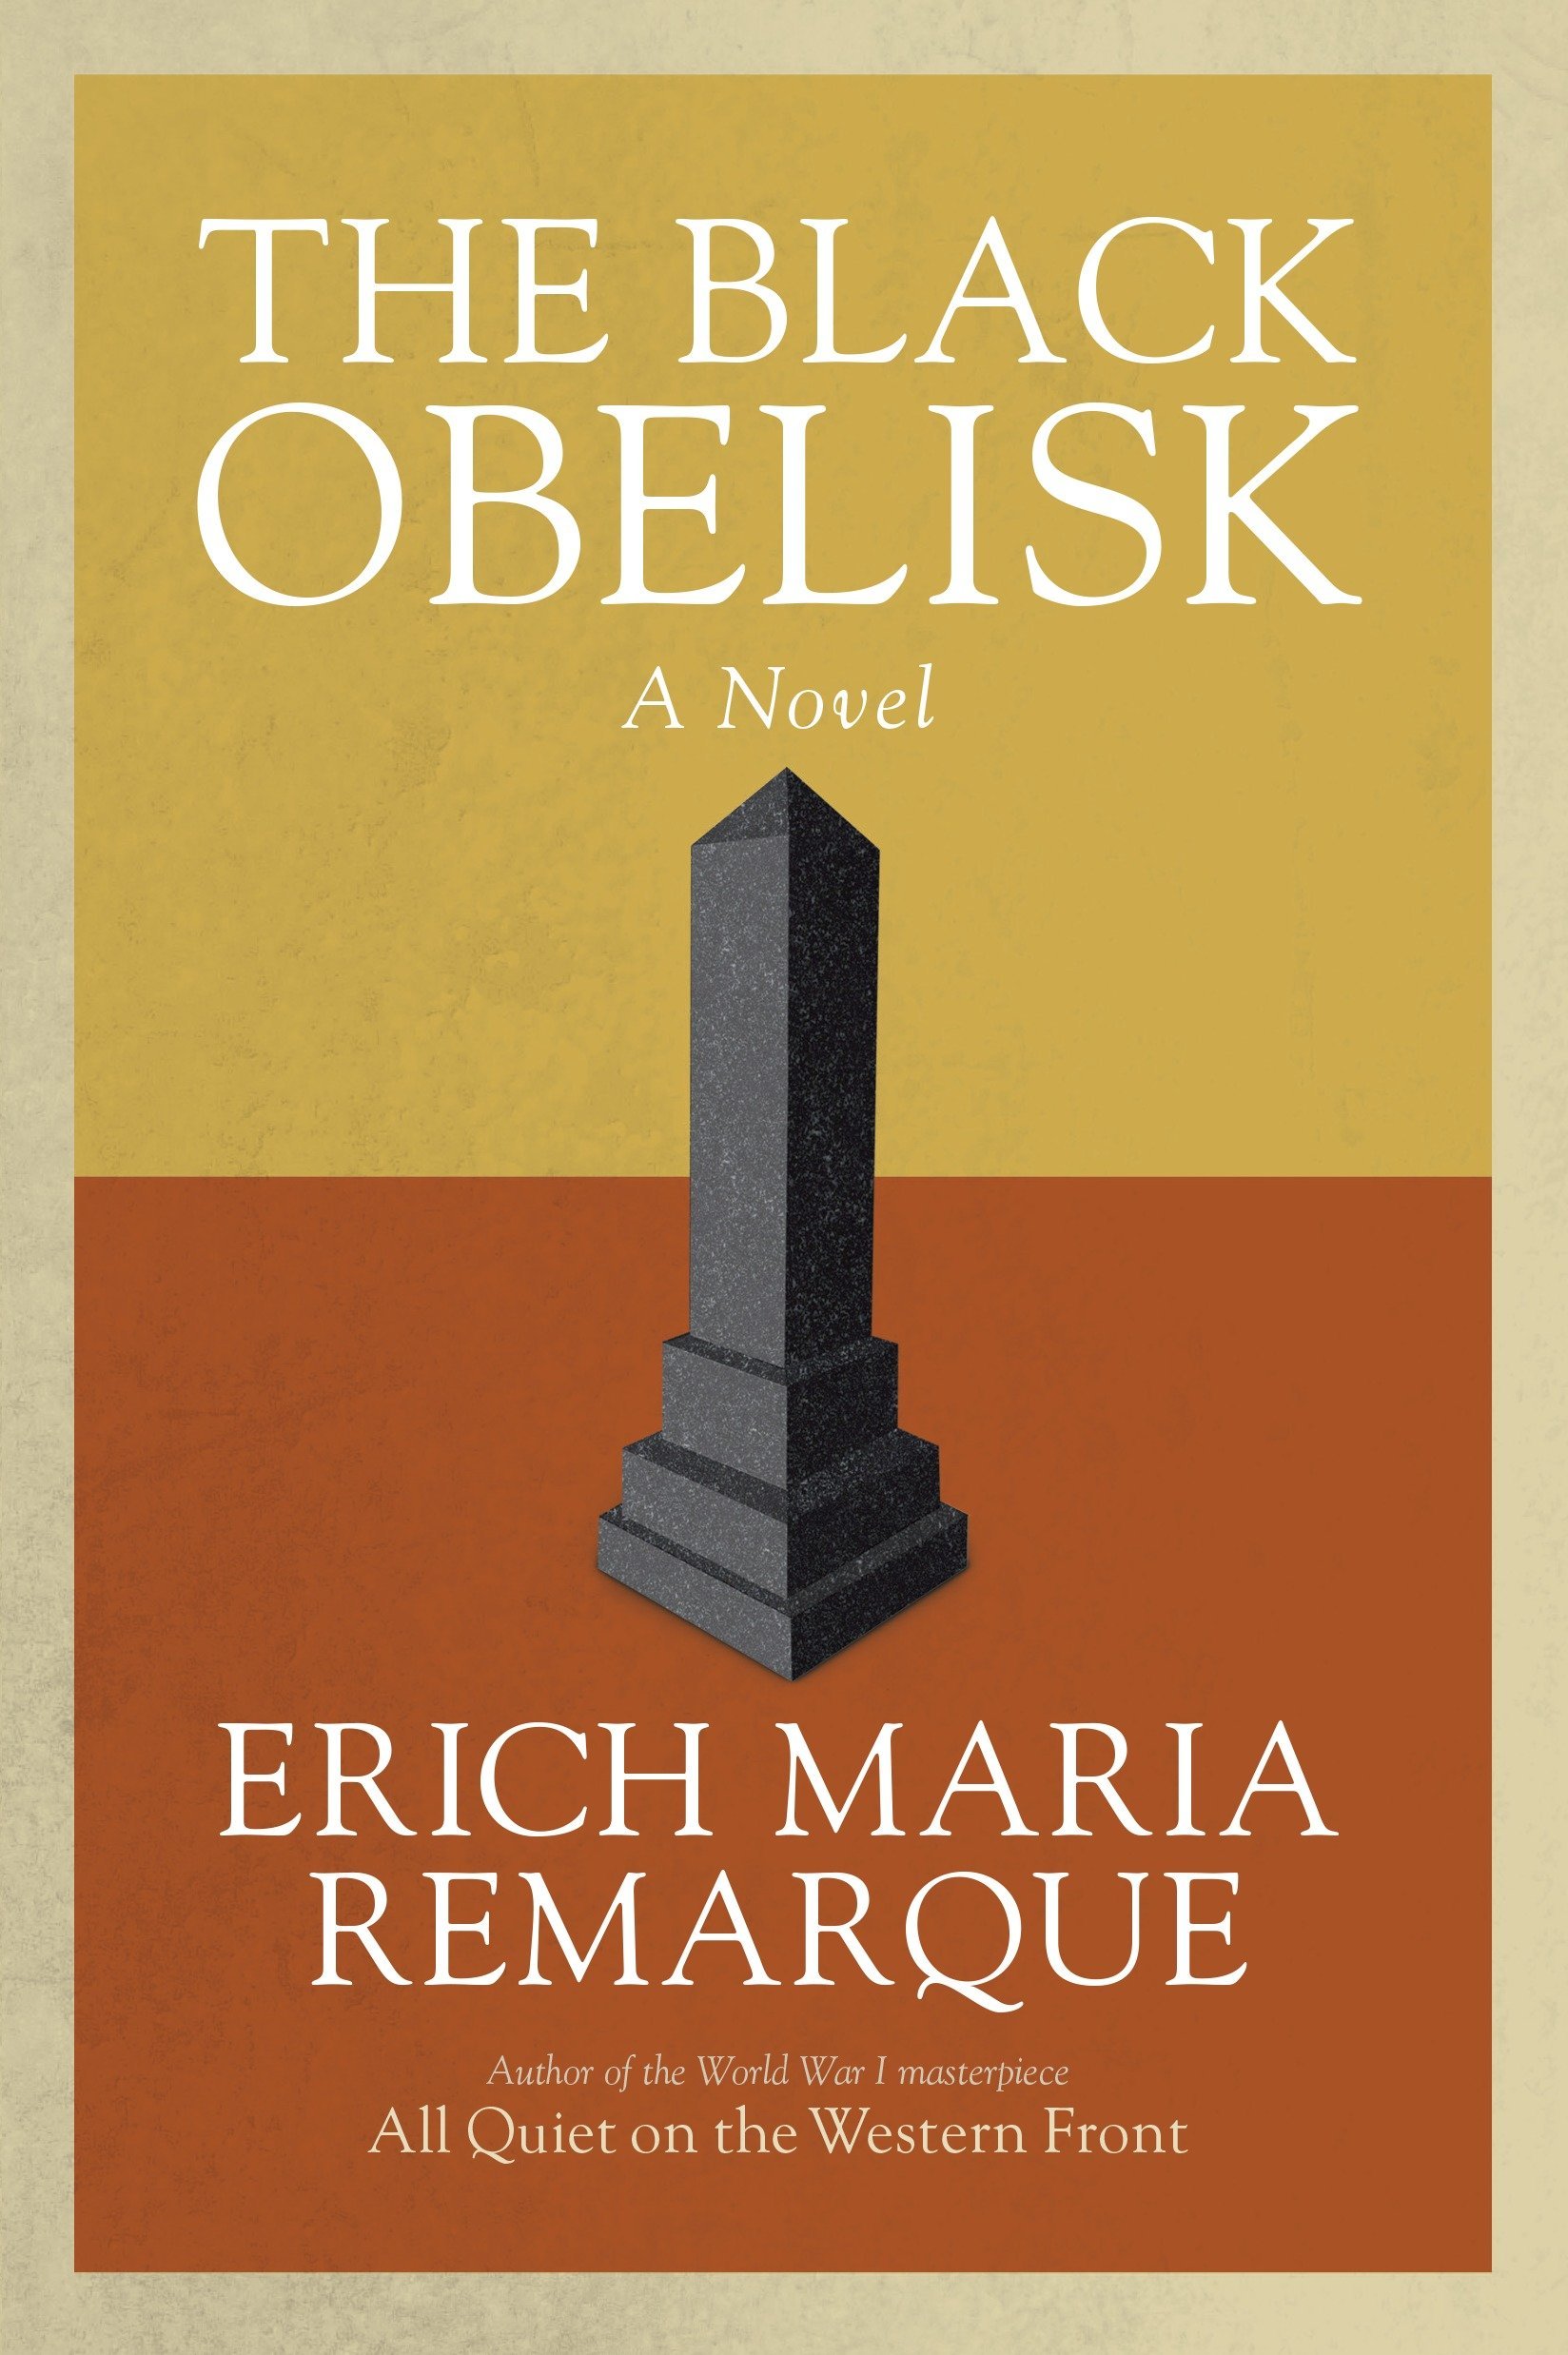 THE BLACK
OBELISK
A Novel
ERICH MARIA
REMARQUE
Author of the World War I masterpiece
All Quiet on the Western Front